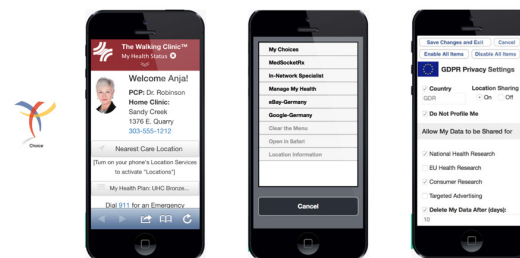 Choice
The Walking Clinic™
My Health Status
Welcome Anja!
PCP: Dr. Robinson
Home Clinic:
Sandy Creek
1376 E. Quarry
303-555-1212
Nearest Care Location
[Turn on your phone's Location Services
to activate "Locations"]
My Health Plan: UHC Bronze...
Dial 911 for an Emergency
My Choices
MedSocketRx
In-Network Specialist
Manage My Health
eBay-Germany
Google-Germany
Clear the Menu
Open in Safari
Location Information
Cancel
Save Changes and Exit Cancel
Enable All Items Disable All Items
GDPR Privacy Settings
Country Location Sharing
GDR On Off
Do Not Profile Me
Allow My Data to be Shared for
National Health Research
EU Health Research
Consumer Research
Targeted Advertising
Delete My Data After (days):
10